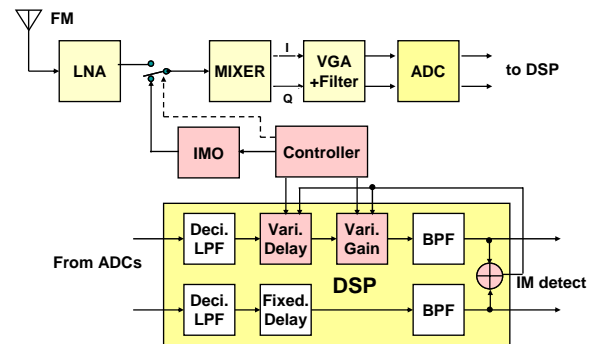 FM
LNA
MIXER
I
Q
VGA
+Filter
ADC
to DSP
IMO
Controller
From ADCs
Deci.
LPF
Vari.
Delay
Vari.
Gain
BPF
DSP
IM detect
Deci.
LPF
Fixed.
Delay
BPF